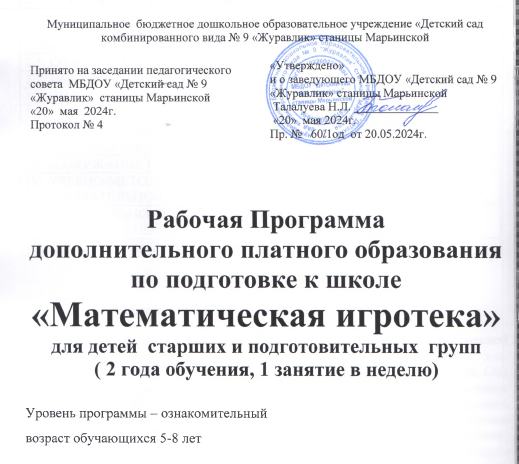 Муниципальное бюджетное дошкольное образовательное учреждение «Детский сад
комбинированного вида № 9 «Журавлик» станицы Марьинской
Принято на заседании педагогического
совета МБДОУ «Детский сад № 9
«Журавлик» станицы Марьинской
«20» мая 2024г.
Протокол № 4
«Утверждено»
и о заведующего МБДОУ «Детский сад № 9
«Журавлик» станицы Марьинской
Талалуева Н.Л.
«20» мая 2024г.
Пр. № 60/1од от 20.05.2024г.
Рабочая Программа
дополнительного платного образования
по подготовке к школе
«Математическая игротека»
для детей старших и подготовительных групп
( 2 года обучения, 1 занятие в неделю)
Уровень программы – ознакомительный
возраст обучающихся 5-8 лет